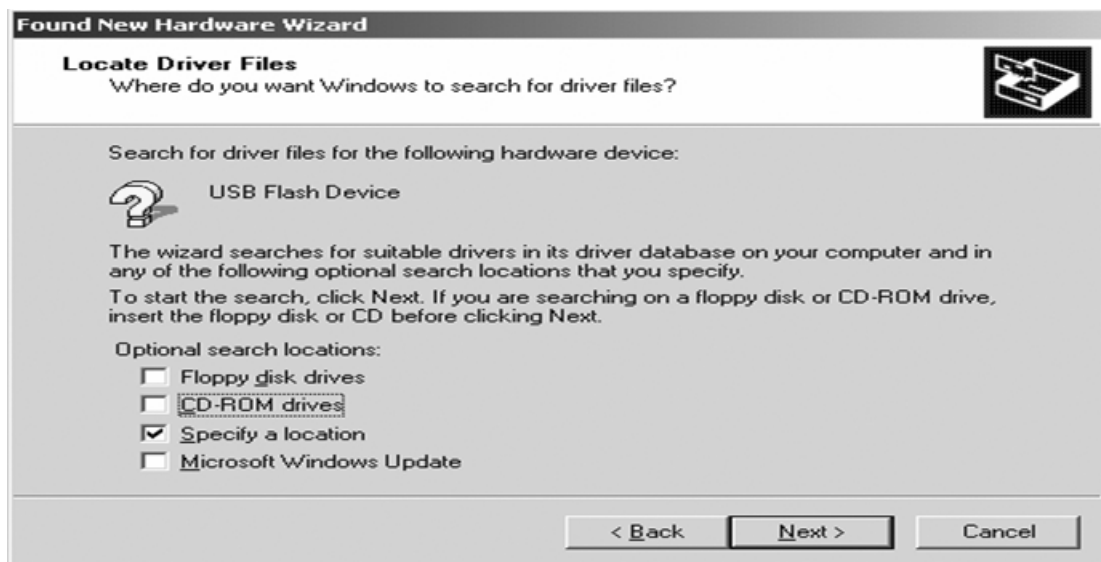 Found New Hardware Wizard
Locate Driver Files
Where do you want Windows to search for driver files?
Search for driver files for the following hardware device:
USB Flash Device
The wizard searches for suitable drivers in its driver database on your computer and in
any of the following optional search locations that you specify.
To start the search, click Next. If you are searching on a floppy disk or CD-ROM drive,
insert the floppy disk or CD before clicking Next.
Optional search locations:
Floppy disk drives
CD-ROM drives
Specify a location
Microsoft Windows Update
< Back Next > Cancel